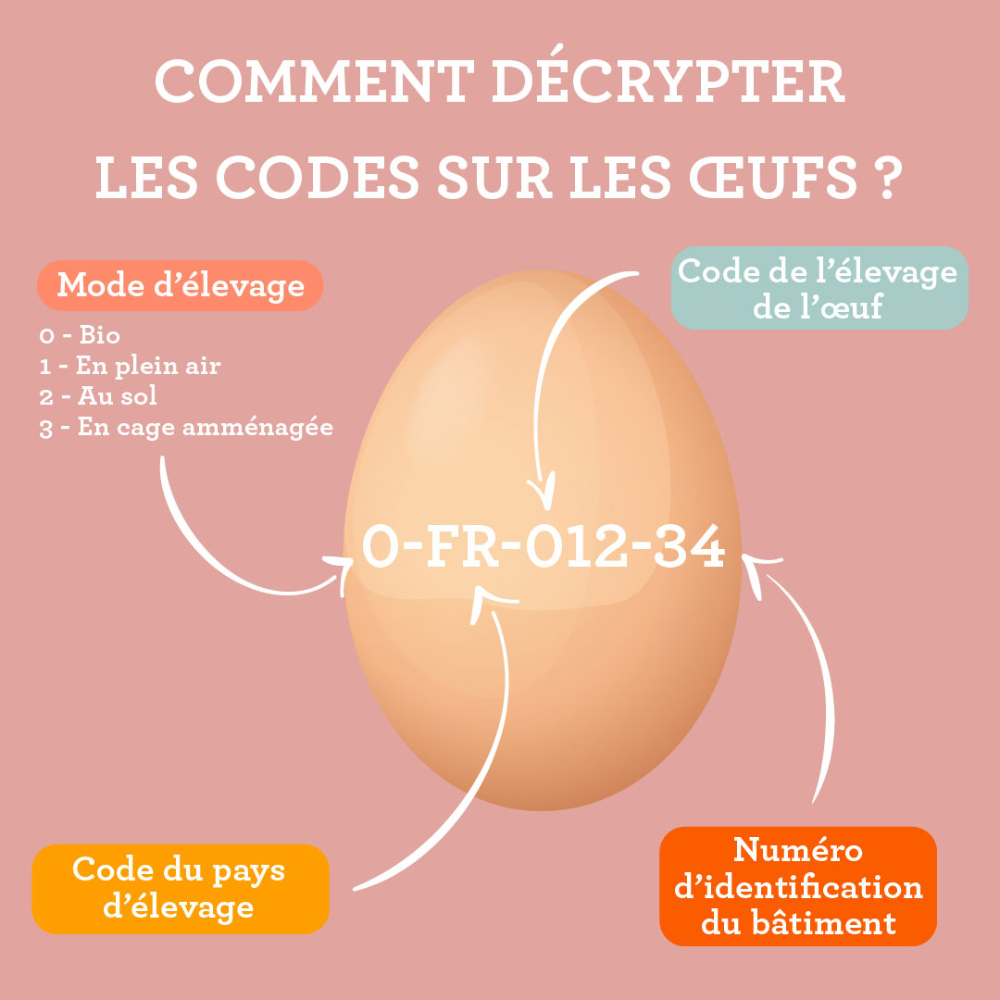 COMMENT DÉCRYPTER
LES CODES SUR LES ŒUFS ?
Mode d’élevage
0 - Bio
1 - En plein air
2 - Au sol
3 - En cage amménagée
Code de l’élevage
de l’œuf
0-FR-012-34
Code du pays
d’élevage
Numéro
d’identification
du bâtiment